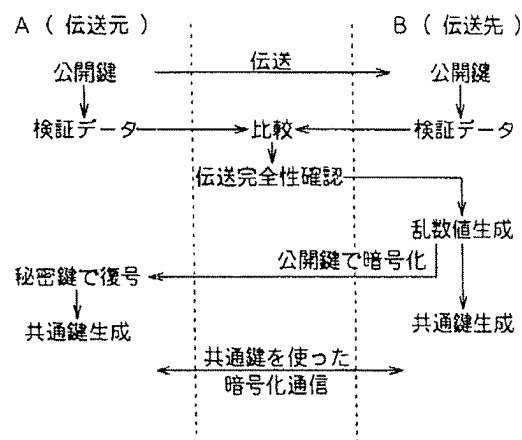 A ( 伝送元 )
B ( 伝送先 )
公開鍵
伝送
公開鍵
検証データ
比較
検証データ
伝送完全性確認
乱数値生成
公開鍵で暗号化
秘密鍵で復号
共通鍵生成
共通鍵生成
共通鍵を使った
暗号化通信